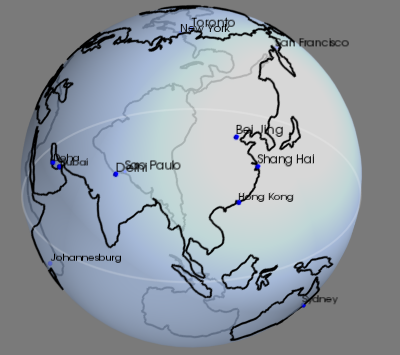 Toronto
New York
San Francisco
Bei Jing
Doha
Dubai
Delhi
Sao Paulo
Shang Hai
Hong Kong
Johannesburg
Sydney